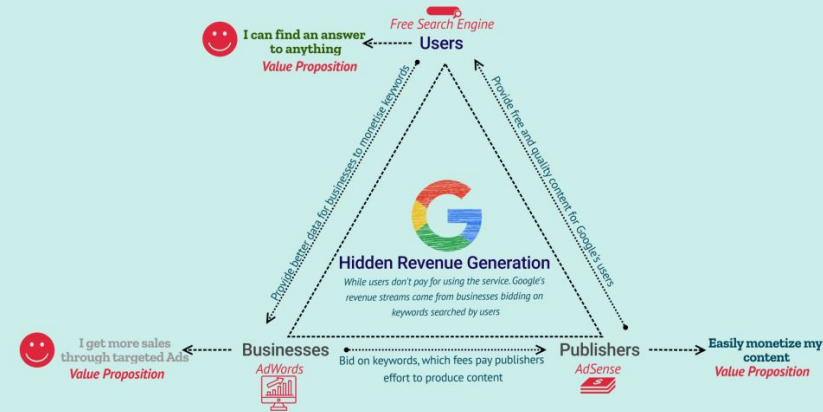 Free Search Engine
Users
I can find an answer
to anything
Value Proposition
Provide better data for businesses to monetise keywords
Provide free and quality content for Google's users
G
Hidden Revenue Generation
While users don't pay for using the service. Google's
revenue streams come from businesses bidding on
keywords searched by users
I get more sales
through targeted Ads
Value Proposition
Businesses
AdWords
Bid on keywords, which fees pay publishers
effort to produce content
Publishers
AdSense
$
Easily monetize my
content
Value Proposition